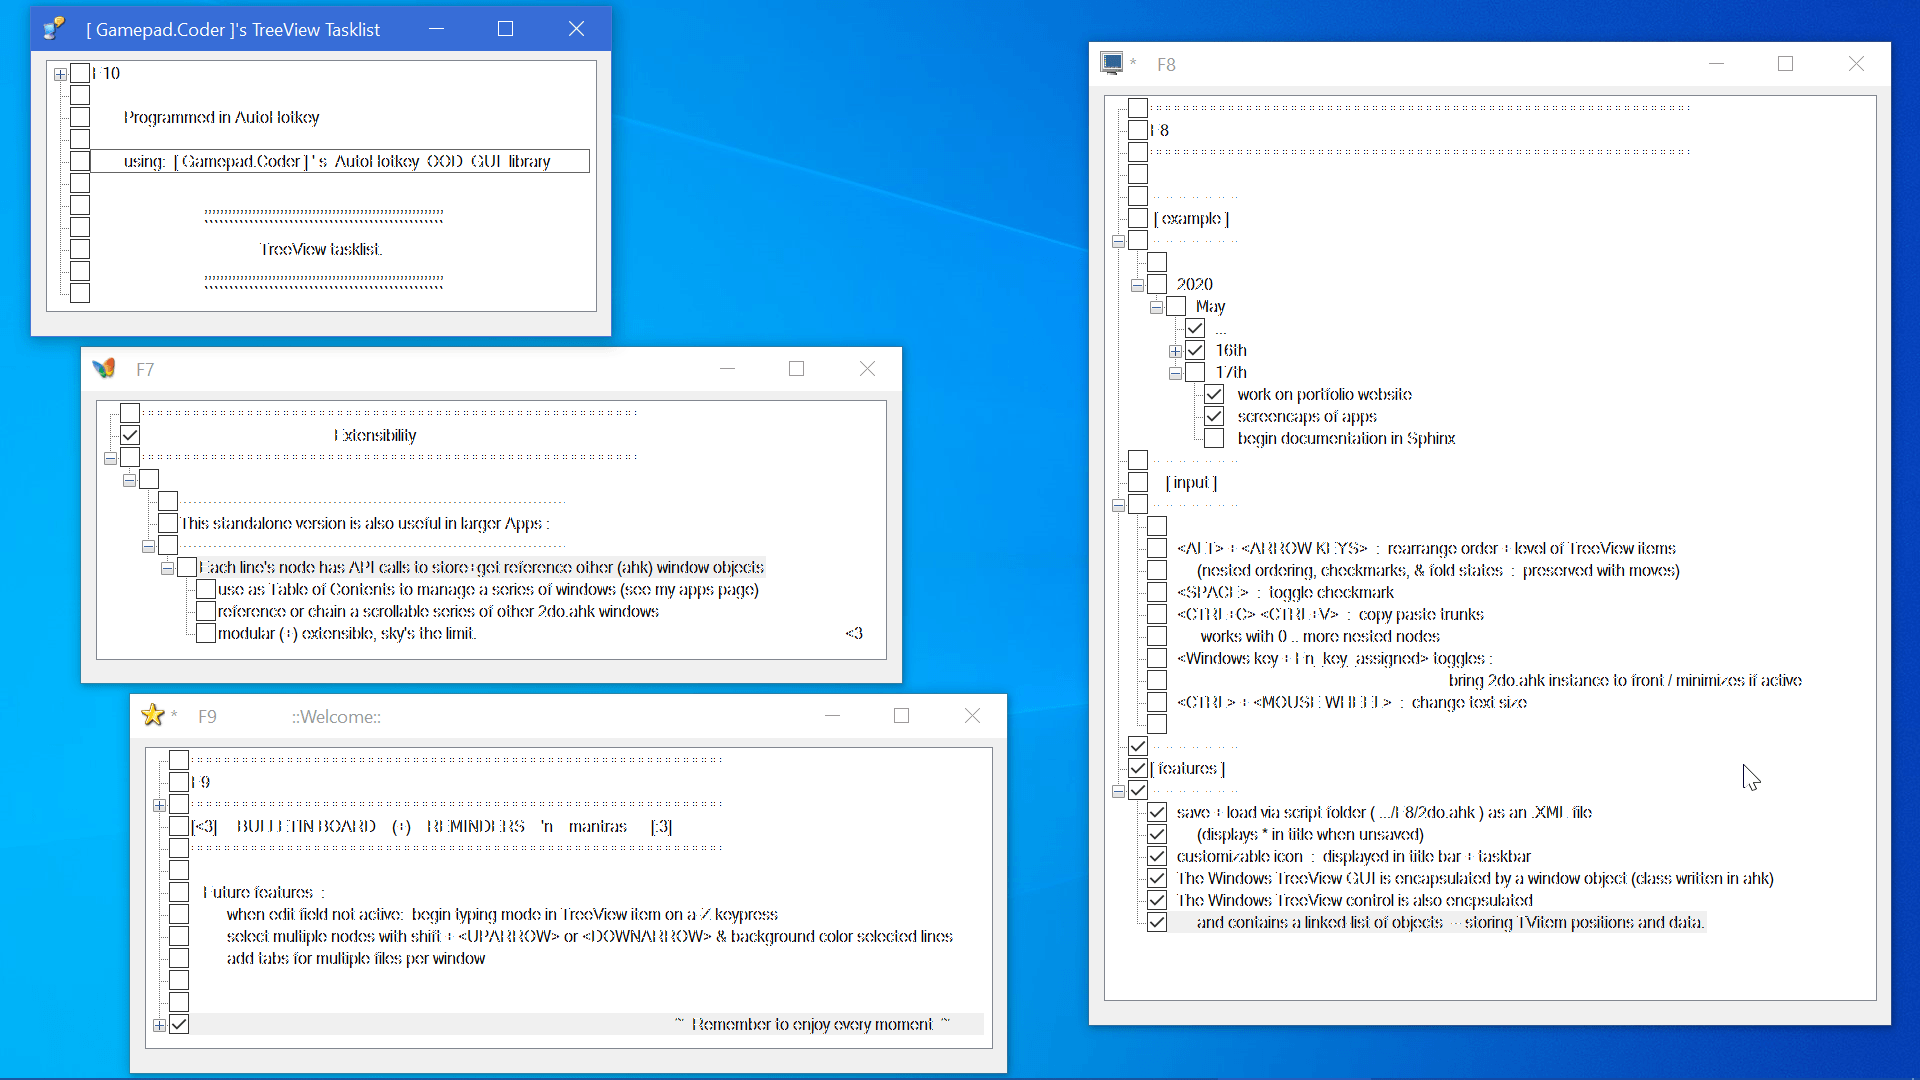 [ Gamepad.Coder ]'s TreeView Tasklist
F10
Programmed in AutoHotkey
using: [ Gamepad.Coder ] ' s AutoHotkey OOD GUI library
TreeView tasklist.
F7
Extensibility
This standalone version is also useful in larger Apps :
Each line's node has API calls to store+get reference other (ahk) window objects
use as Table of Contents to manage a series of windows (see my apps page)
reference or chain a scrollable series of other 2do.ahk windows
modular (+) extensible, sky's the limit. <3
* F9 ::Welcome::
F9
[<3] BULLETIN BOARD (+) REMINDERS 'n mantras [:3]
Future features :
when edit field not active: begin typing mode in TreeView item on a-Z keypress
select multiple nodes with shift + <UPARROW> or <DOWNARROW> & background color selected lines
add tabs for multiple files per window
~ Remember to enjoy every moment ~
* F8
F8
[ example ]
2020
May
...
16th
17th
work on portfolio website
screencaps of apps
begin documentation in Sphinx
[ input ]
<ALT> + <ARROW KEYS> : rearrange order + level of TreeView items
(nested ordering, checkmarks, & fold states : preserved with moves)
<SPACE> : toggle checkmark
<CTRL+C> <CTRL+V> : copy paste trunks
works with 0 .. more nested nodes
<Windows key + Fn_key_assigned> toggles :
bring 2do.ahk instance to front / minimizes if active
<CTRL> + <MOUSE WHEEL> : change text size
[ features ]
save + load via script folder ( .../F8/2do.ahk ) as an .XML file
(displays * in title when unsaved)
customizable icon : displayed in title bar + taskbar
The Windows TreeView GUI is encapsulated by a window object (class written in ahk)
The Windows TreeView control is also encpsulated
and contains a linked list of objects -- storing TVitem positions and data.